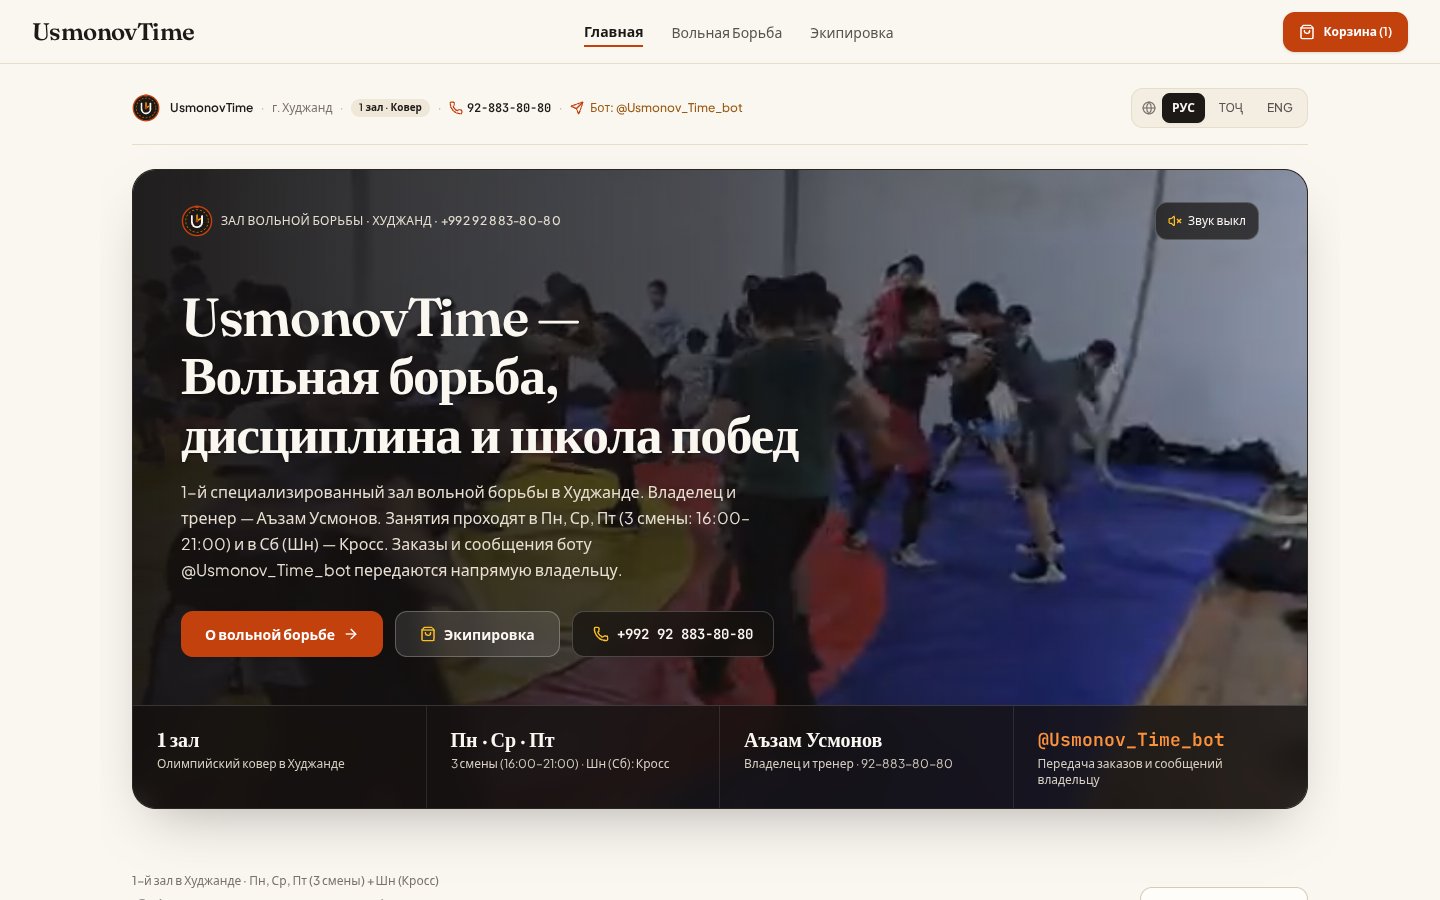 UsmonovTime
Главная
Вольная Борьба
Экипировка
Корзина (1)
UsmonovTime · г. Худжанд · 1 зал · Ковер · 92-883-80-80 · Бот: @Usmonov_Time_bot
РУС
ТОҶ
ENG
ЗАЛ ВОЛЬНОЙ БОРЬБЫ · ХУДЖАНД · +992 92 883-80-80
Звук выкл
UsmonovTime —
Вольная борьба,
дисциплина и школа побед
1-й специализированный зал вольной борьбы в Худжанде. Владелец и
тренер — Аъзам Усмонов. Занятия проходят в Пн, Ср, Пт (3 смены: 16:00–
21:00) и в Сб (Шн) — Кросс. Заказы и сообщения боту
@Usmonov_Time_bot передаются напрямую владельцу.
О вольной борьбе
Экипировка
+992 92 883-80-80
1 зал
Олимпийский ковер в Худжанде
Пн · Ср · Пт
3 смены (16:00–21:00) · Шн (Сб): Кросс
Аъзам Усмонов
Владелец и тренер · 92-883-80-80
@Usmonov_Time_bot
Передача заказов и сообщений
владельцу
1-й зал в Худжанде · Пн, Ср, Пт (3 смены) + Шн (Кросс)